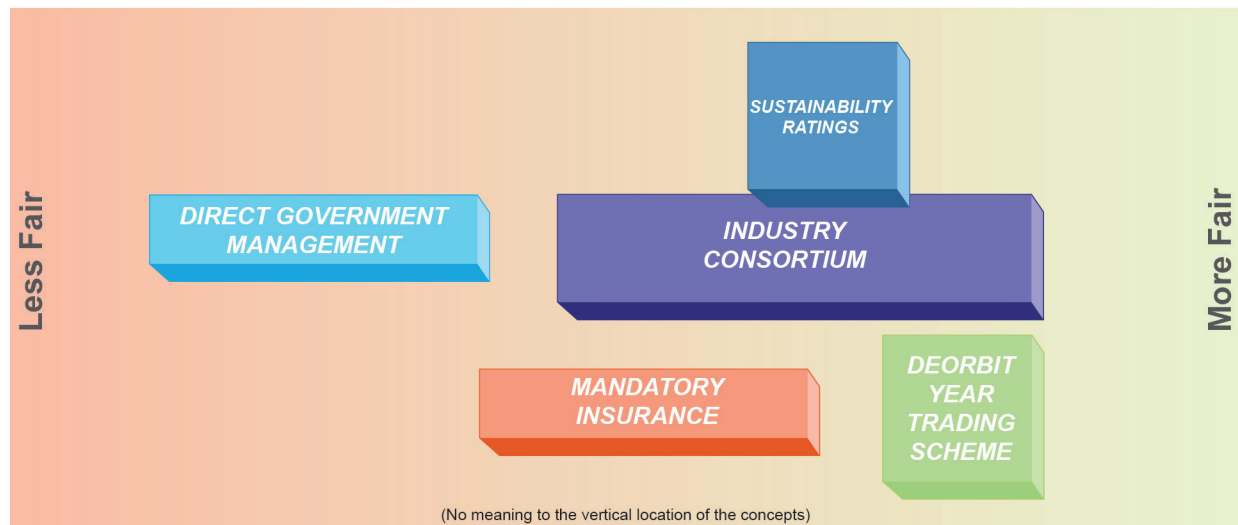 SUSTAINABILITY
RATINGS
Less Fair
DIRECT GOVERNMENT
MANAGEMENT
INDUSTRY
CONSORTIUM
More Fair
MANDATORY
INSURANCE
DEORBIT
YEAR
TRADING
SCHEME
(No meaning to the vertical location of the concepts)